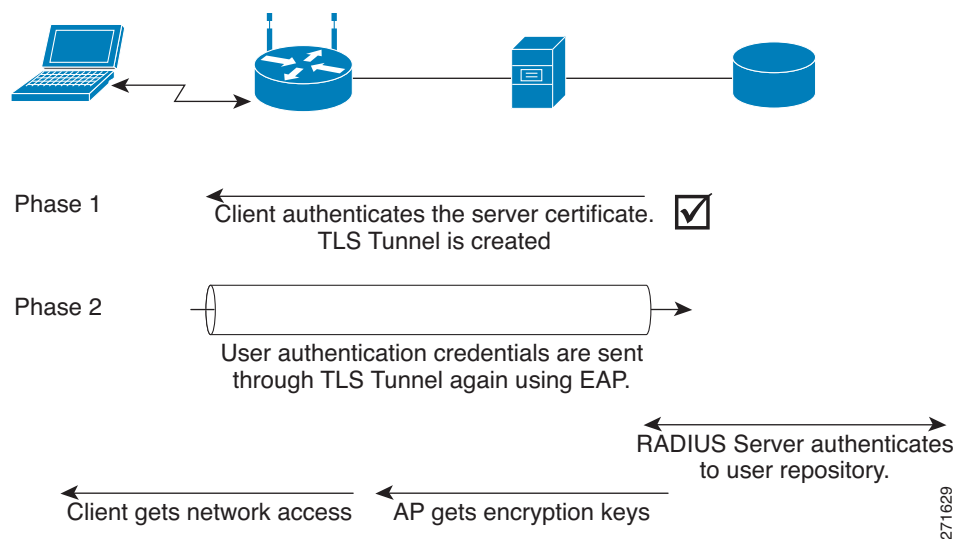 Phase 1
Client authenticates the server certificate.
TLS Tunnel is created
Phase 2
User authentication credentials are sent
through TLS Tunnel again using EAP.
RADIUS Server authenticates
to user repository.
Client gets network access
AP gets encryption keys
271629